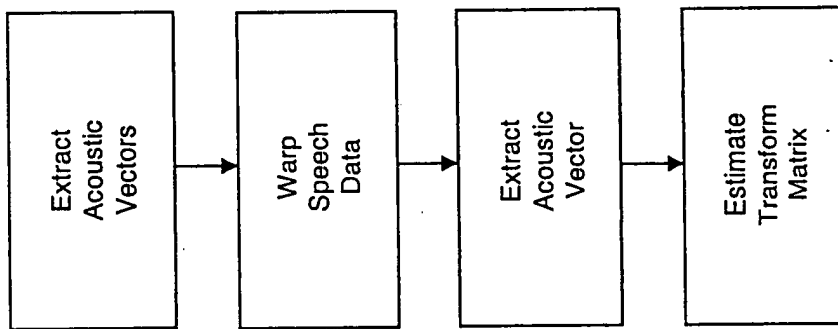 Extract
Acoustic
Vectors
Warp
Speech
Data
Extract
Acoustic
Vector
Estimate
Transform
Matrix